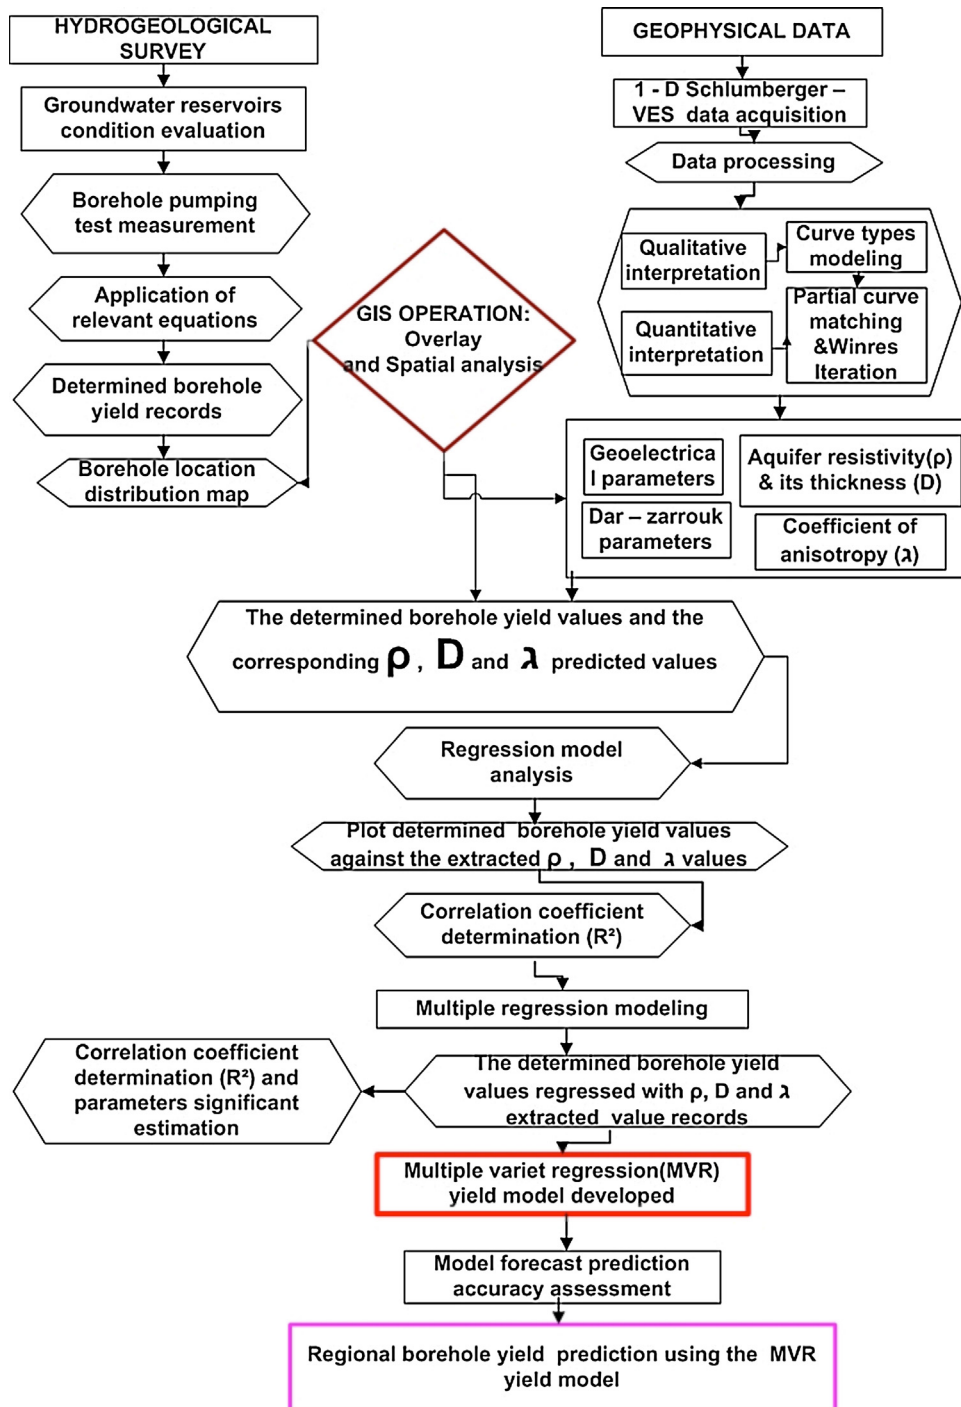 HYDROGEOLOGICAL
SURVEY
Groundwater reservoirs
condition evaluation
Borehole pumping
test measurement
Application of
relevant equations
Determined borehole
yield records
Borehole location
distribution map
GIS OPERATION:
Overlay
and Spatial analysis
GEOPHYSICAL DATA
1 - D Schlumberger –
VES data acquisition
Data processing
Qualitative
interpretation
Curve types
modeling
Quantitative
interpretation
Partial curve
matching
&Winres
Iteration
Geoelectrica
l parameters
Aquifer resistivity(ρ)
& its thickness (D)
Dar – zarrouk
parameters
Coefficient of
anisotropy (λ)
The determined borehole yield values and the
corresponding ρ , D and λ predicted values
Regression model
analysis
Plot determined borehole yield values
against the extracted ρ , D and λ values
Correlation coefficient
determination (R²)
Multiple regression modeling
The determined borehole yield
values regressed with ρ, D and λ
extracted value records
Correlation coefficient
determination (R²) and
parameters significant
estimation
Multiple variet regression(MVR)
yield model developed
Model forecast prediction
accuracy assessment
Regional borehole yield prediction using the MVR
yield model